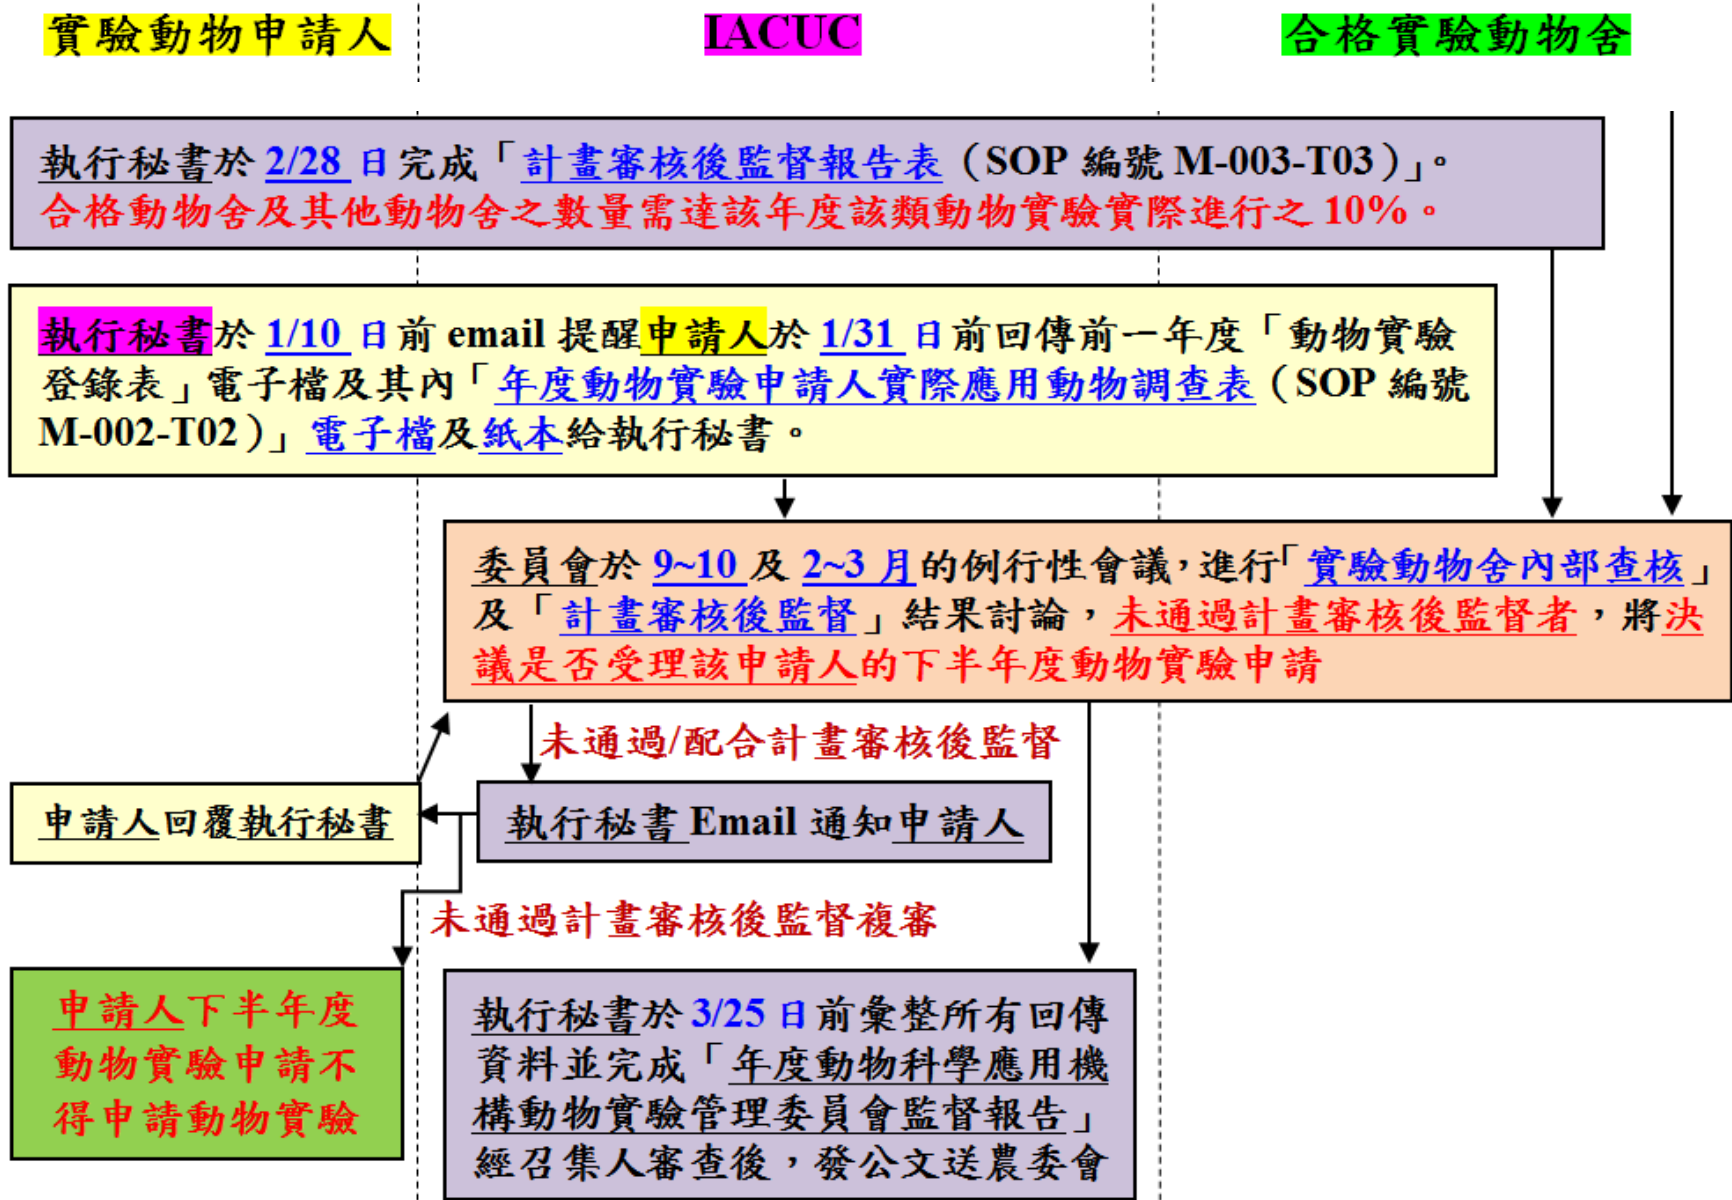 實驗動物申請人
IACUC
合格實驗動物舍
執行秘書於 2/28 日完成「計畫審核後監督報告表（SOP 編號 M-003-T03）」。
合格動物舍及其他動物舍之數量需達該年度該類動物實驗實際進行之 10%。
執行秘書於 1/10 日前 email 提醒申請人於 1/31 日前回傳前一年度「動物實驗
登錄表」電子檔及其內「年度動物實驗申請人實際應用動物調查表（SOP 編號
M-002-T02）」電子檔及紙本給執行秘書。
委員會於 9~10 及 2~3 月的例行性會議，進行「實驗動物舍內部查核」
及「計畫審核後監督」結果討論，未通過計畫審核後監督者，將決
議是否受理該申請人的下半年度動物實驗申請
未通過/配合計畫審核後監督
申請人回覆執行秘書
執行秘書 Email 通知申請人
未通過計畫審核後監督複審
申請人下半年度
動物實驗申請不
得申請動物實驗
執行秘書於 3/25 日前彙整所有回傳
資料並完成「年度動物科學應用機
構動物實驗管理委員會監督報告」
經召集人審查後，發公文送農委會